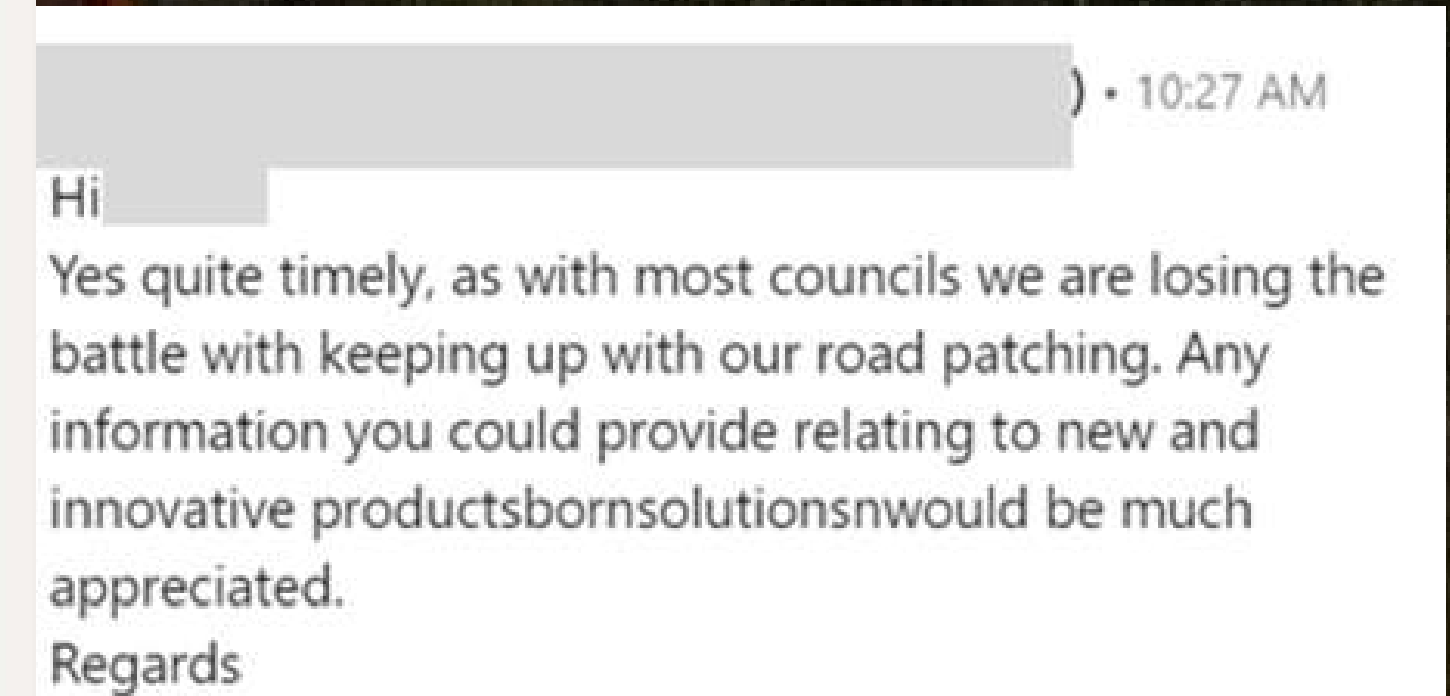 ) • 10:27 AM
Hi
Yes quite timely, as with most councils we are losing the
battle with keeping up with our road patching. Any
information you could provide relating to new and
innovative productsbornsolutionsnwould be much
appreciated.
Regards